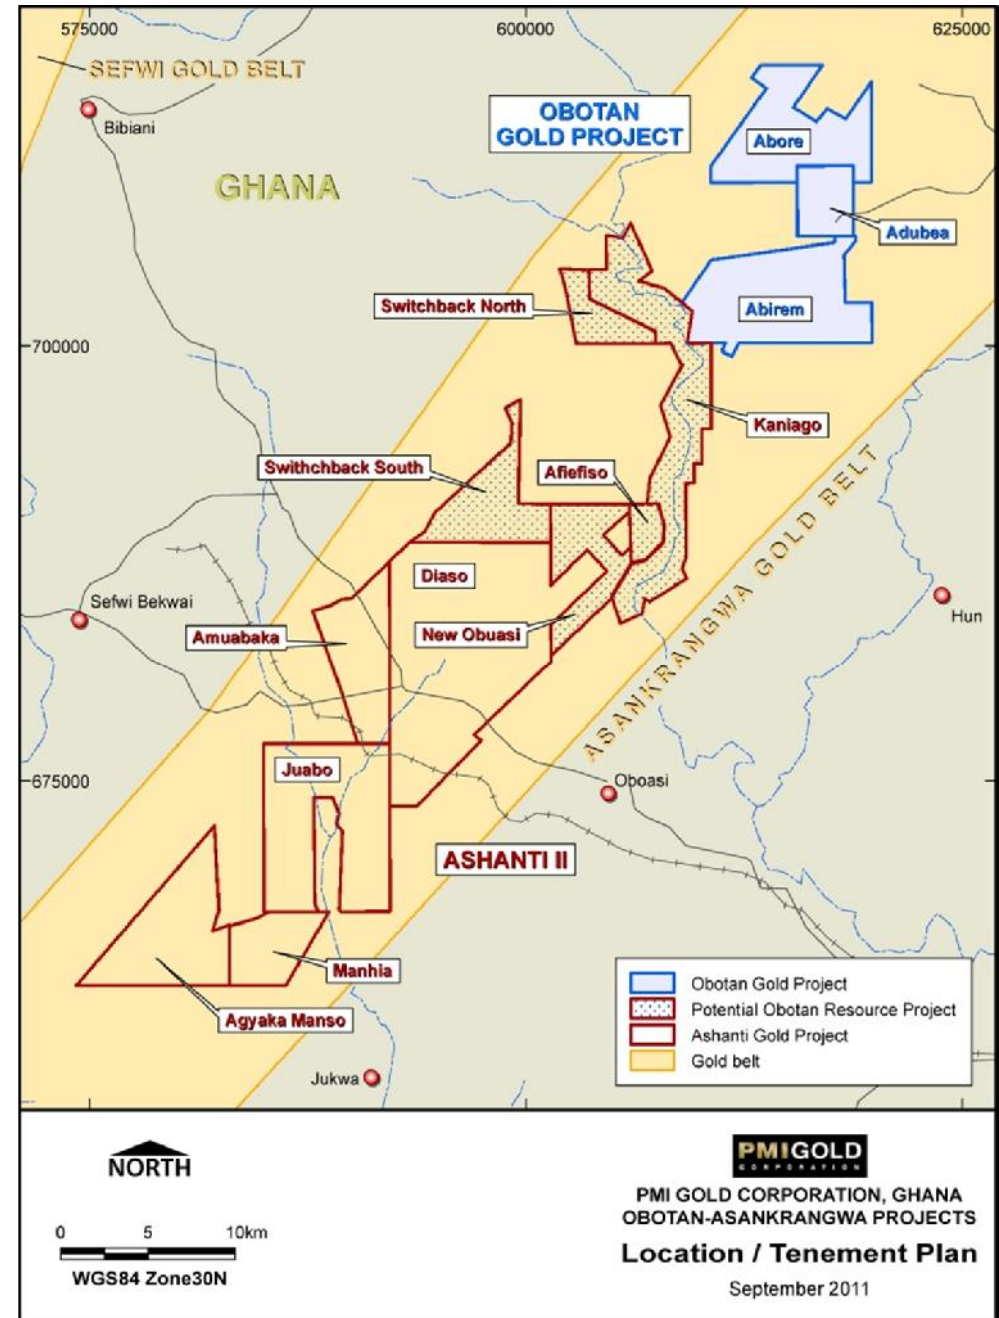 575000
600000
625000
SEFWI GOLD BELT
Bibiani
OBOTAN
GOLD PROJECT
Abore
GHANA
Adubea
Switchback North
Abirem
700000
Kaniago
Swithchback South
Afiefiso
ASANKRANGWA GOLD BELT
Diaso
Sefwi Bekwai
Hun
Amuabaka
New Obuasi
Juabo
675000
Oboasi
ASHANTI II
Manhia
Agyaka Manso
Jukwa
Obotan Gold Project
Potential Obotan Resource Project
Ashanti Gold Project
Gold belt
NORTH
0 5 10km
WGS84 Zone30N
PMIGOLD
CORPORATION
PMI GOLD CORPORATION, GHANA
OBOTAN-ASANKRANGWA PROJECTS
Location / Tenement Plan
September 2011